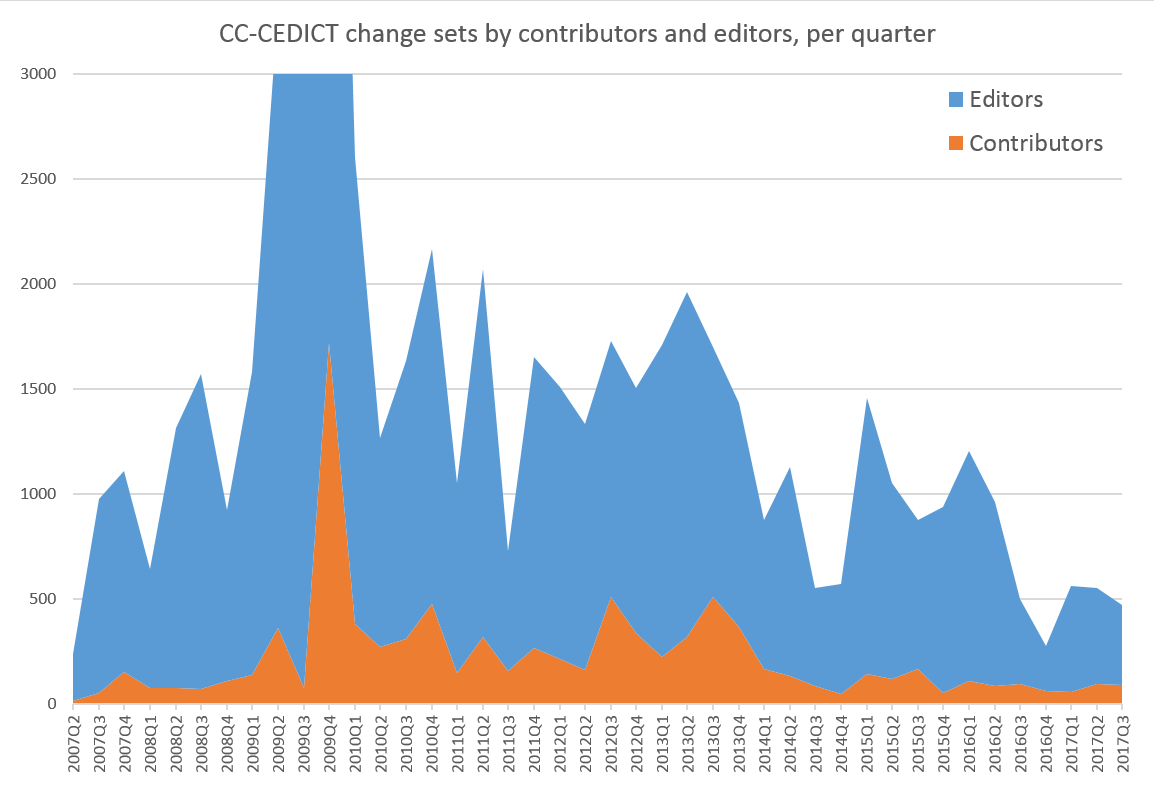 CC-CEDICT change sets by contributors and editors, per quarter
3000
Editors
Contributors
2500
2000
1500
1000
500
0
2007Q2
2007Q3
2007Q4
2008Q1
2008Q2
2008Q3
2008Q4
2009Q1
2009Q2
2009Q3
2009Q4
2010Q1
2010Q2
2010Q3
2010Q4
2011Q1
2011Q2
2011Q3
2011Q4
2012Q1
2012Q2
2012Q3
2012Q4
2013Q1
2013Q2
2013Q3
2013Q4
2014Q1
2014Q2
2014Q3
2014Q4
2015Q1
2015Q2
2015Q3
2015Q4
2016Q1
2016Q2
2016Q3
2016Q4
2017Q1
2017Q2
2017Q3